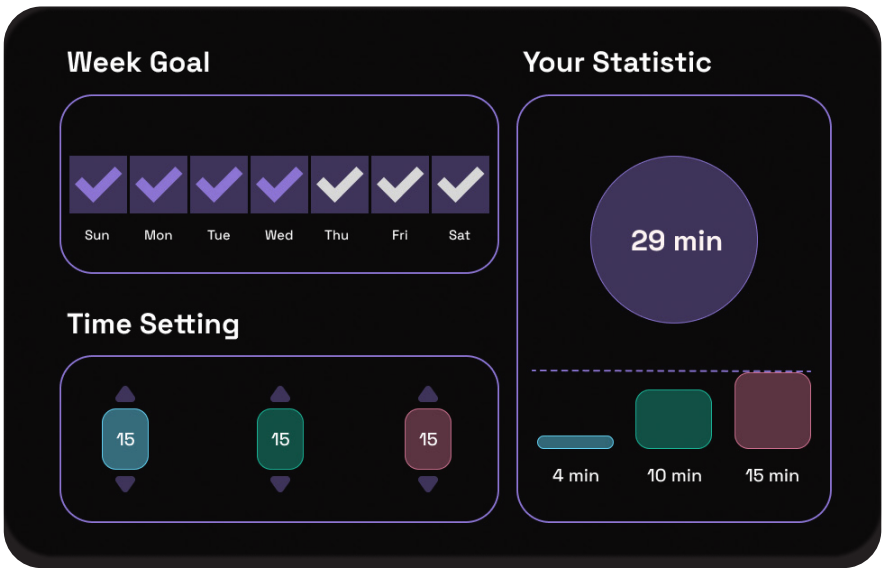 Week Goal
Sun Mon Tue Wed Thu Fri Sat
Time Setting
15 15 15
Your Statistic
29 min
4 min 10 min 15 min